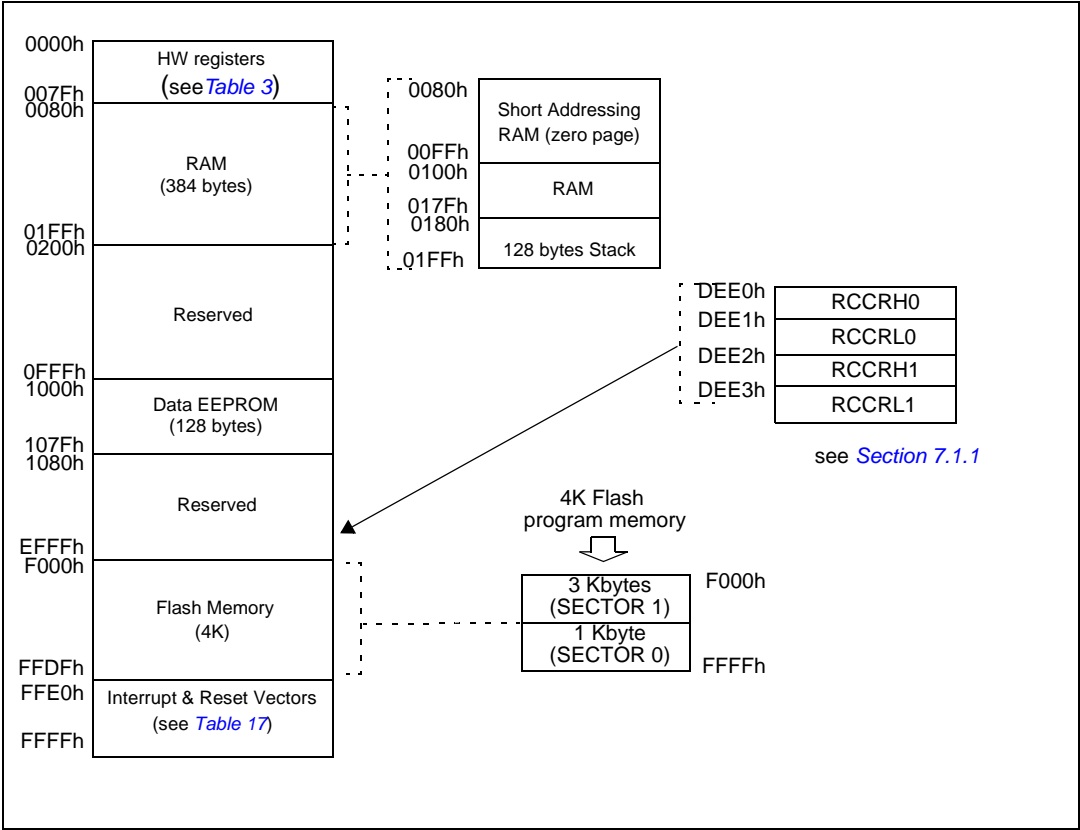 0000h
HW registers
(see Table 3)
007Fh
0080h
RAM
(384 bytes)
01FFh
0200h
Reserved
0FFFh
1000h
Data EEPROM
(128 bytes)
107Fh
1080h
Reserved
EFFFh
F000h
Flash Memory
(4K)
FFDFh
FFE0h
Interrupt & Reset Vectors
(see Table 17)
FFFFh
0080h
Short Addressing
RAM (zero page)
00FFh
0100h
RAM
017Fh
0180h
128 bytes Stack
01FFh
DEE0h
RCCRH0
DEE1h
RCCRL0
DEE2h
RCCRH1
DEE3h
RCCRL1
see Section 7.1.1
4K Flash
program memory
3 Kbytes
(SECTOR 1)
F000h
1 Kbyte
(SECTOR 0)
FFFFh